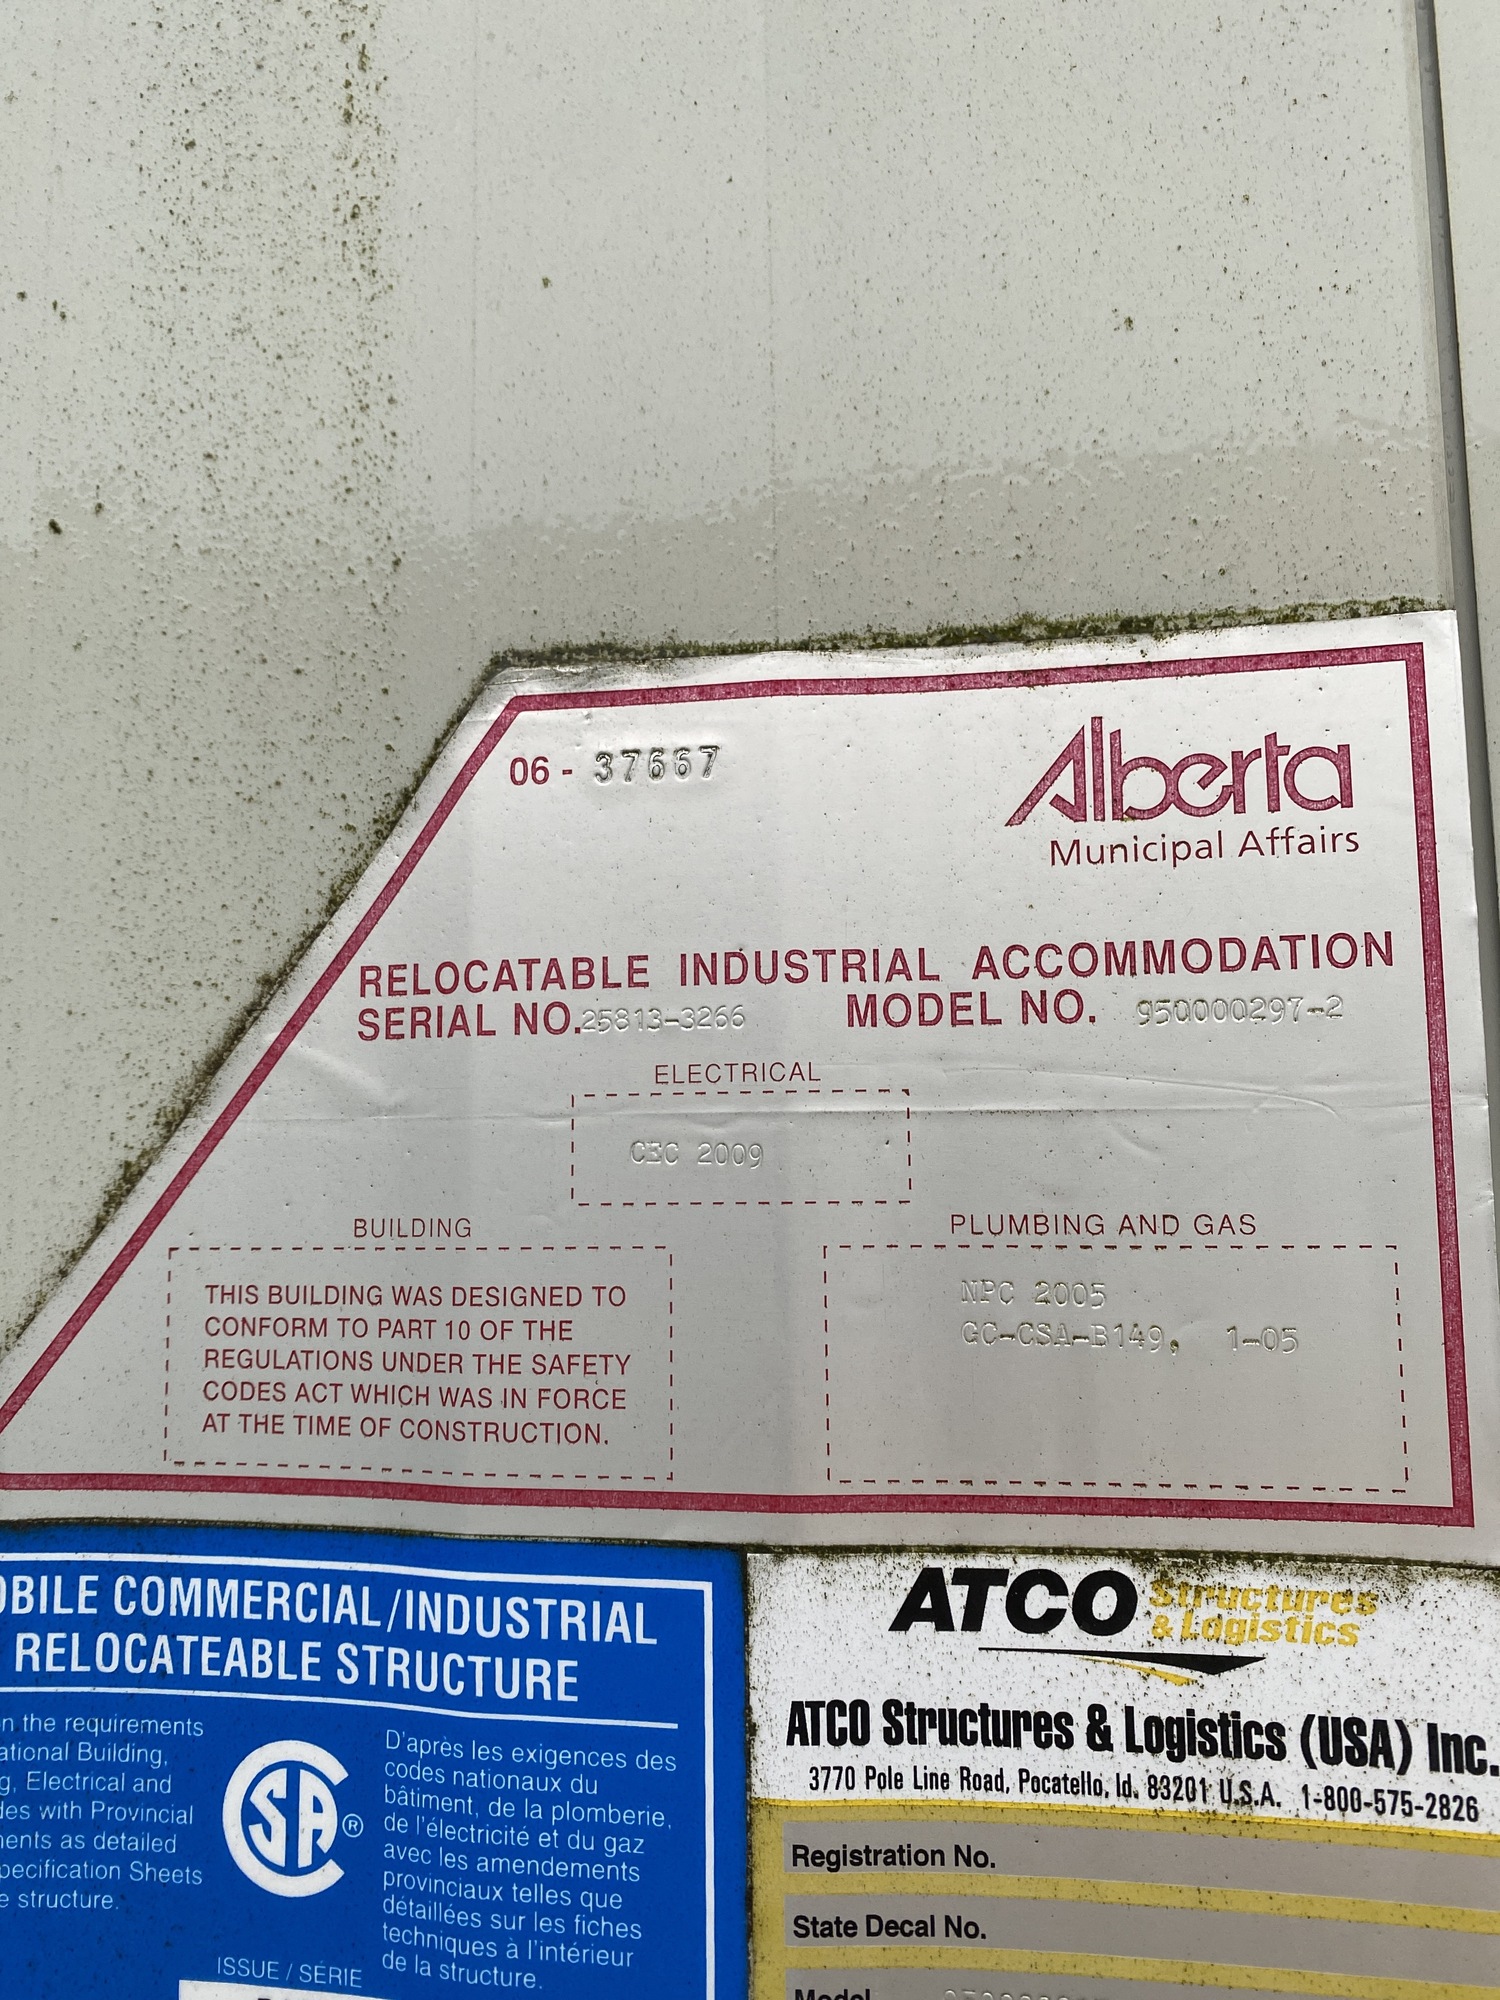 06 - 37667
Alberta
Municipal Affairs
RELOCATABLE INDUSTRIAL ACCOMMODATION
SERIAL NO. 25813-3266 MODEL NO. 950000297-2
ELECTRICAL
CEC 2009
BUILDING
THIS BUILDING WAS DESIGNED TO
CONFORM TO PART 10 OF THE
REGULATIONS UNDER THE SAFETY
CODES ACT WHICH WAS IN FORCE
AT THE TIME OF CONSTRUCTION.
PLUMBING AND GAS
NPC 2005
GC-CSA-B149, 1-05
OBILE COMMERCIAL/INDUSTRIAL
RELOCATEABLE STRUCTURE
n the requirements
ational Building,
g, Electrical and
des with Provincial
ments as detailed
pecification Sheets
e structure.
SA®
D'après les exigences des
codes nationaux du
bâtiment, de la plomberie,
de l'électricité et du gaz
avec les amendements
provinciaux telles que
détaillées sur les fiches
techniques à l'intérieur
de la structure.
ISSUE / SÉRIE
ATCO Structures
& Logistics
ATCO Structures & Logistics (USA) Inc.
3770 Pole Line Road, Pocatello, Id. 83201 U.S.A. 1-800-575-2826
Registration No.
State Decal No.
Model